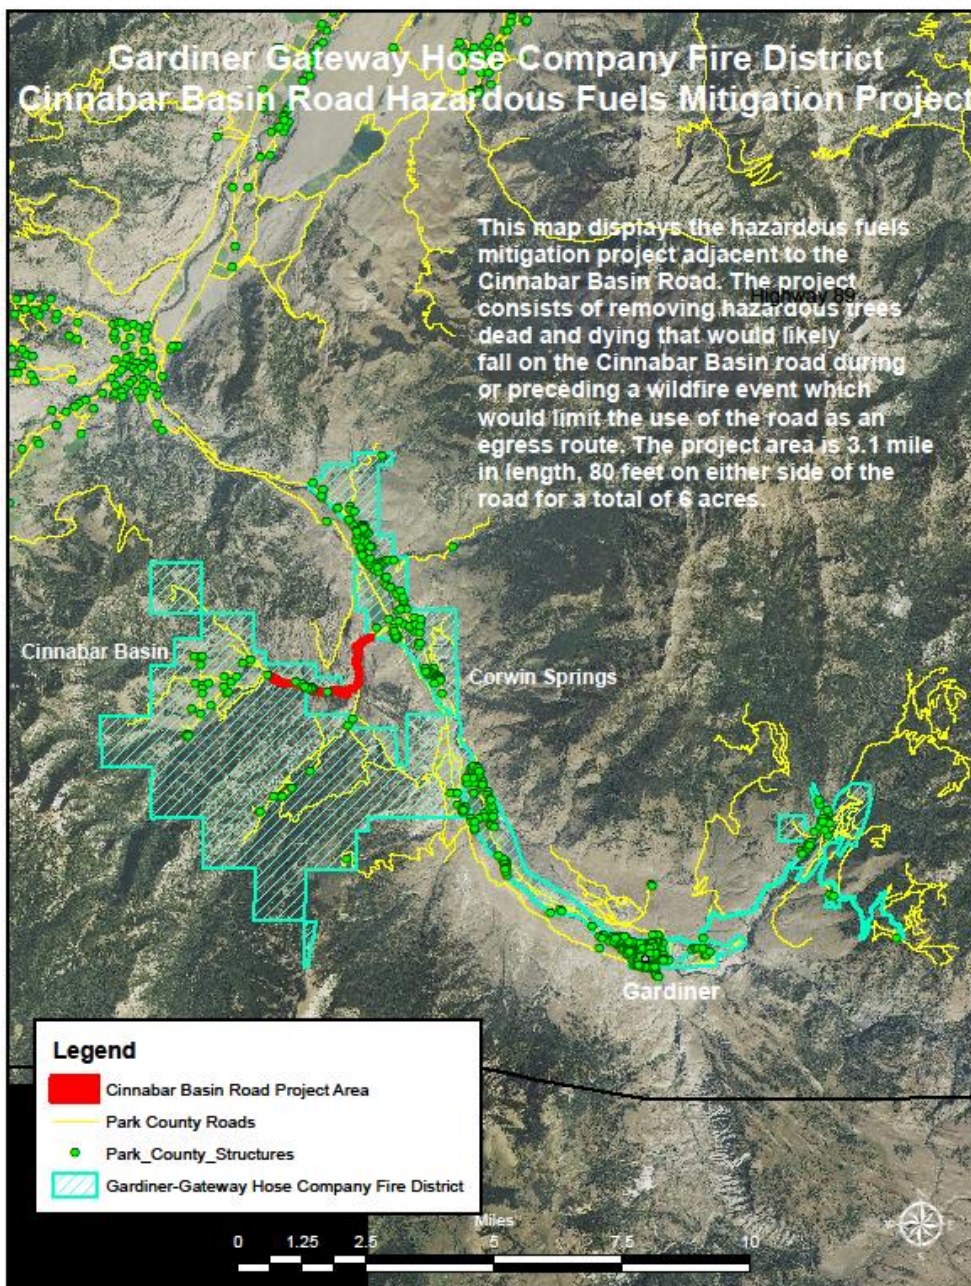 Gardiner Gateway Hose Company Fire District
Cinnabar Basin Road Hazardous Fuels Mitigation Project
This map displays the hazardous fuels
mitigation project adjacent to the
Cinnabar Basin Road. The project
consists of removing hazardous trees
dead and dying that would likely
fall on the Cinnabar Basin road during
or preceding a wildfire event which
would limit the use of the road as an
egress route. The project area is 3.1 mile
in length, 80 feet on either side of the
road for a total of 6 acres.
Highway 89
Cinnabar Basin
Corwin Springs
Gardiner
Legend
Cinnabar Basin Road Project Area
Park County Roads
Park_County_Structures
Gardiner-Gateway Hose Company Fire District
Miles
0 1.25 2.5 5 7.5 10